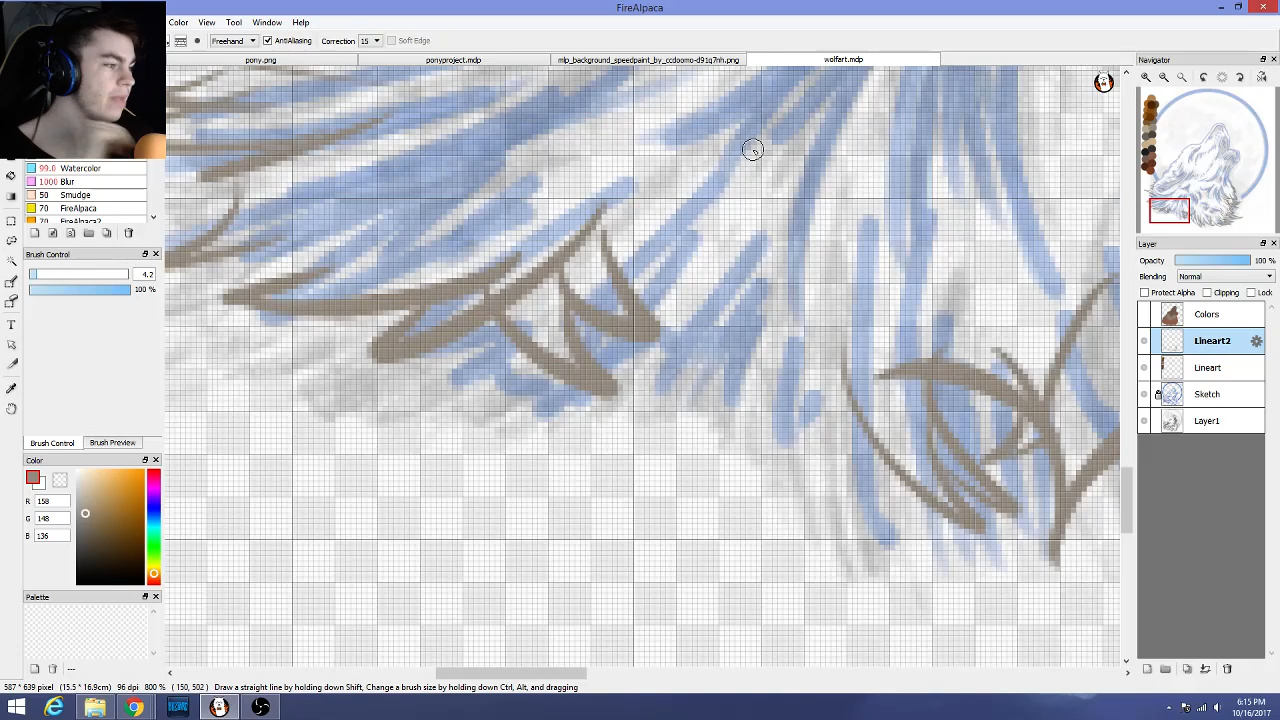 FireAlpaca
Color View Tool Window Help
Freehand AntiAliasing Correction 15 Soft Edge
pony.png ponyproject.mdp mlp_background_speedpaint_by_ccdoomo-d91q7nh.png wolfart.mdp
Navigator
99.0 Watercolor
1000 Blur
50 Smudge
70 FireAlpaca
70 FireAlpaca2
Brush Control
4.2
100 %
Layer
Opacity 100 %
Blending Normal
Protect Alpha Clipping Lock
Colors
Lineart2
Lineart
Sketch
Layer1
Brush Control Brush Preview
Color
R 158
G 148
B 136
Palette
---
587 * 639 pixel (15.5 * 16.9cm) 96 dpi 800 % ( 150, 502 ) Draw a straight line by holding down Shift, Change a brush size by holding down Ctrl, Alt, and dragging
BLIZZARD
6:15 PM
10/16/2017